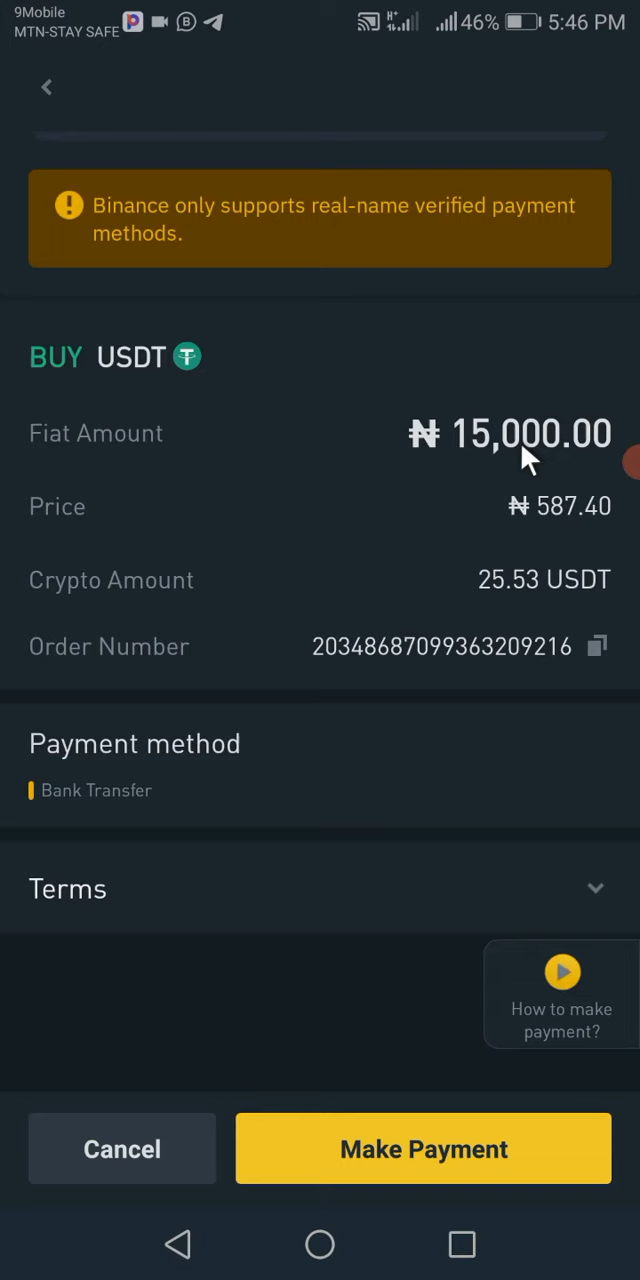 9Mobile
MTN-STAY SAFE
46% 5:46 PM
Binance only supports real-name verified payment
methods.
BUY USDT
Fiat Amount ₦ 15,000.00
Price ₦ 587.40
Crypto Amount 25.53 USDT
Order Number 20348687099363209216
Payment method
Bank Transfer
Terms
How to make
payment?
Cancel Make Payment